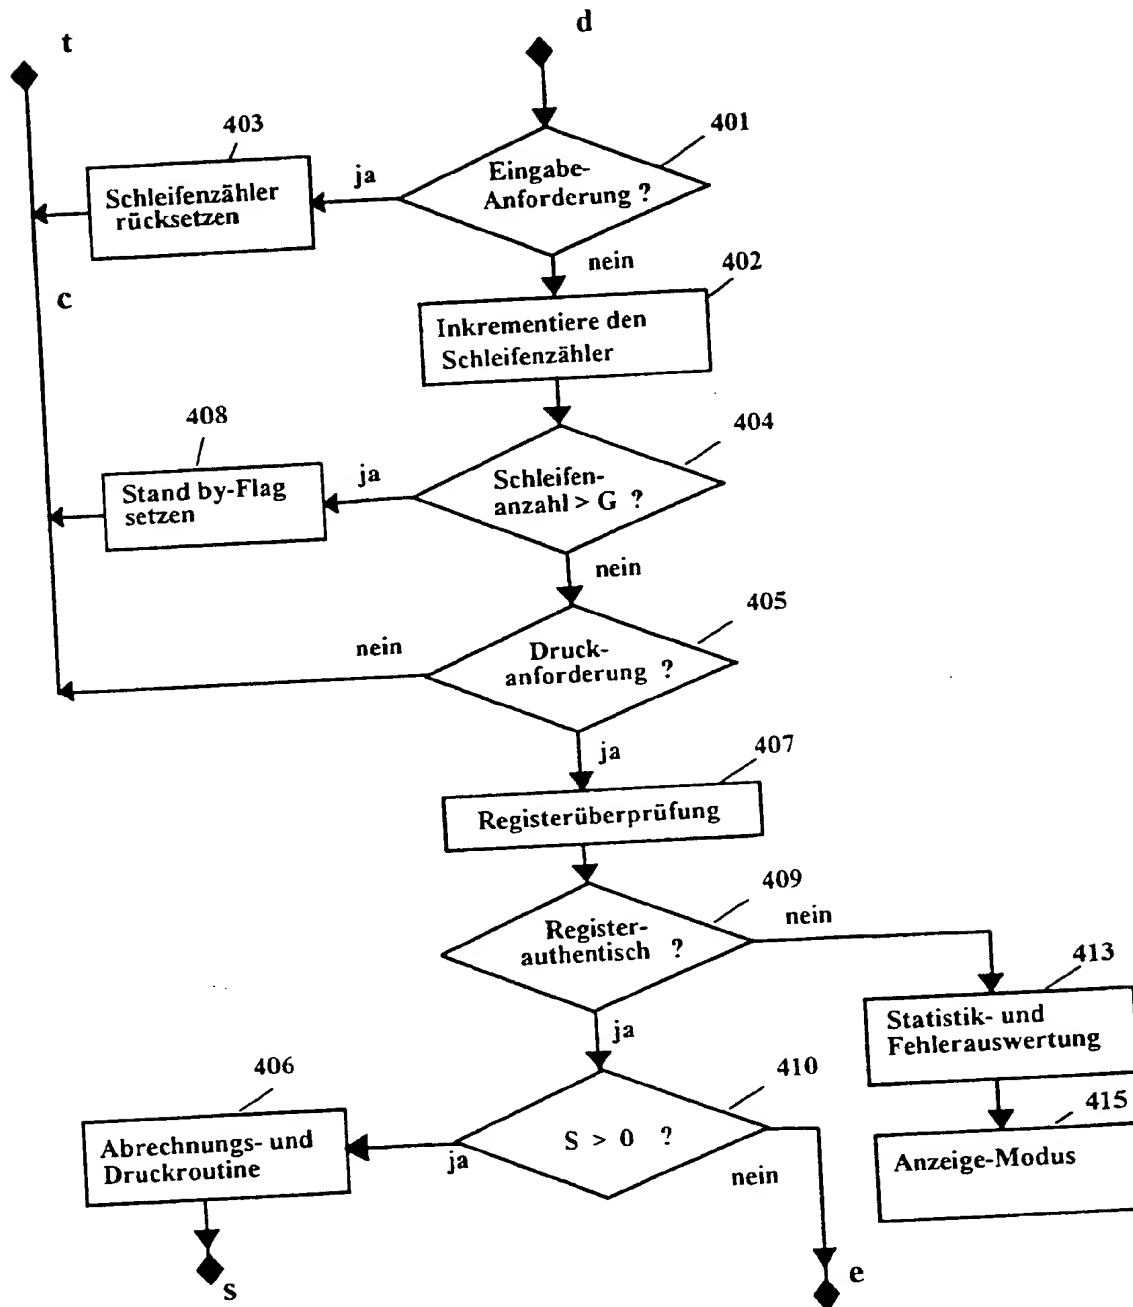 d
t
403
401
Schleifenzähler
rücksetzen
ja
Eingabe-
Anforderung ?
nein
402
c
Inkrementiere den
Schleifenzähler
408
404
Stand by-Flag
setzen
ja
Schleifen-
anzahl > G ?
nein
405
nein
Druck-
anforderung ?
ja
407
Registerüberprüfung
409
nein
Register-
authentisch ?
413
ja
Statistik- und
Fehlerauswertung
406
410
415
Abrechnungs- und
Druckroutine
ja
S > 0 ?
nein
Anzeige-Modus
s
e